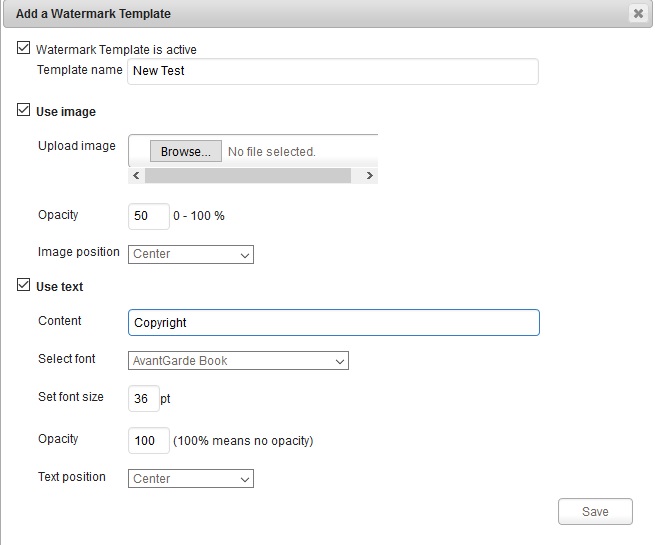 Add a Watermark Template
Watermark Template is active
Template name New Test
Use image
Upload image Browse... No file selected.
Opacity 50 0 - 100 %
Image position Center
Use text
Content Copyright
Select font AvantGarde Book
Set font size 36 pt
Opacity 100 (100% means no opacity)
Text position Center
Save